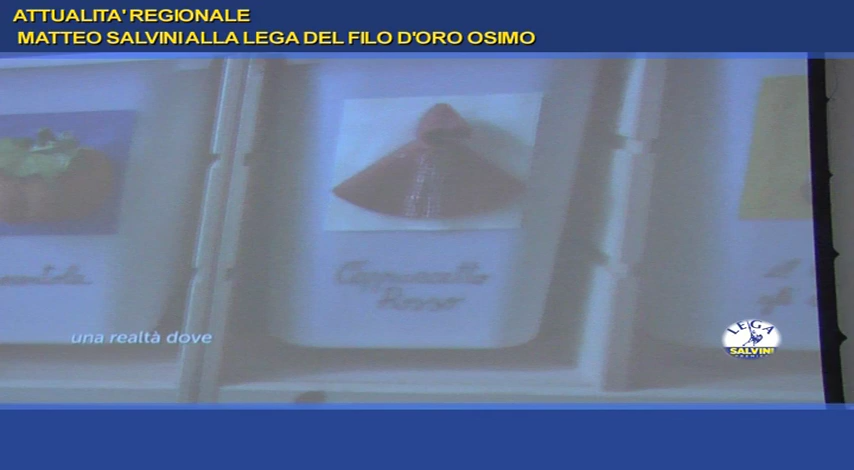 ATTUALITA' REGIONALE
MATTEO SALVINI ALLA LEGA DEL FILO D'ORO OSIMO
Cappuccetto
Rosso
una realtà dove
LEGA
SALVINI